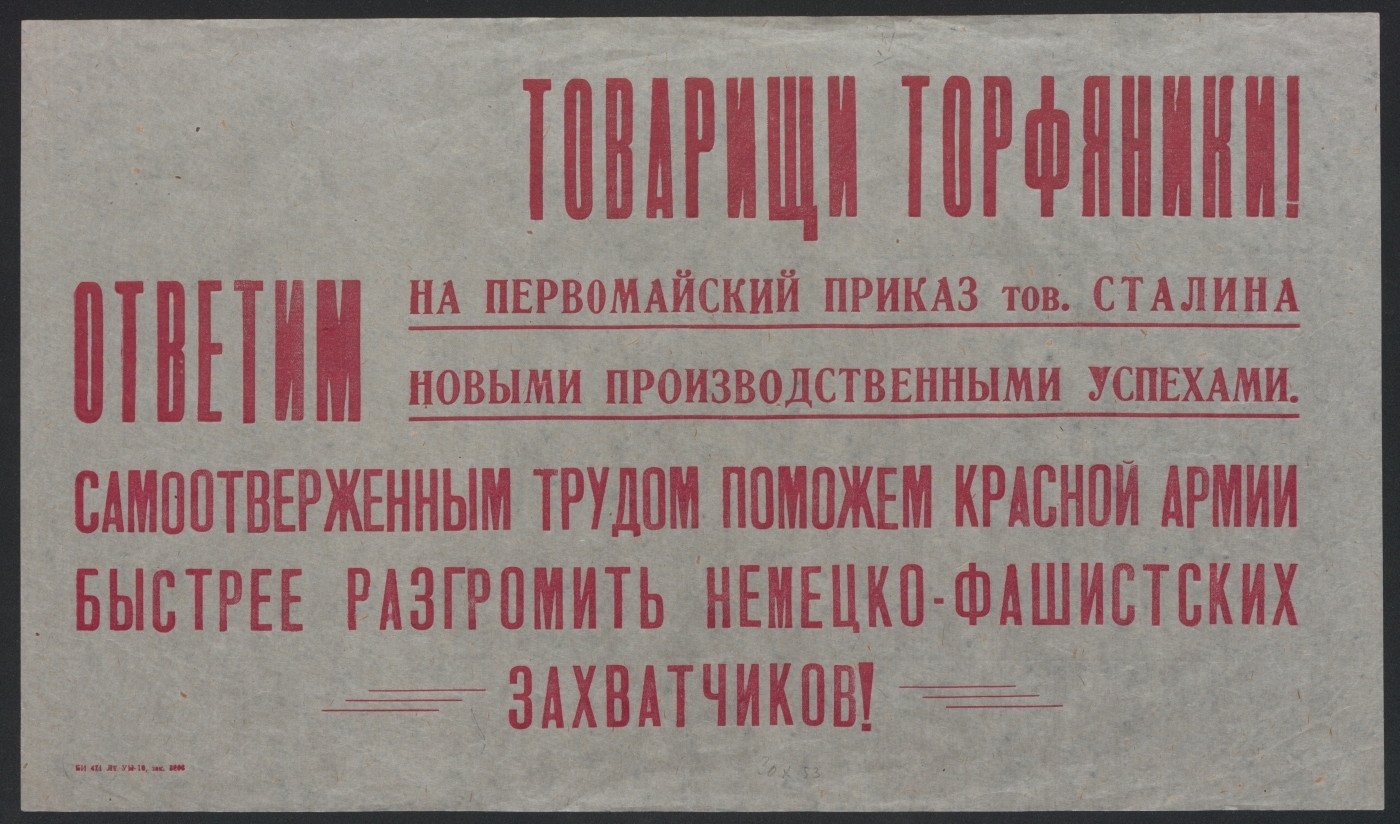 ТОВАРИЩИ ТОРФЯНИКИ!
ОТВЕТИМ НА ПЕРВОМАЙСКИЙ ПРИКАЗ тов. СТАЛИНА
НОВЫМИ ПРОИЗВОДСТВЕННЫМИ УСПЕХАМИ.
САМООТВЕРЖЕННЫМ ТРУДОМ ПОМОЖЕМ КРАСНОЙ АРМИИ
БЫСТРЕЕ РАЗГРОМИТЬ НЕМЕЦКО-ФАШИСТСКИХ
ЗАХВАТЧИКОВ!